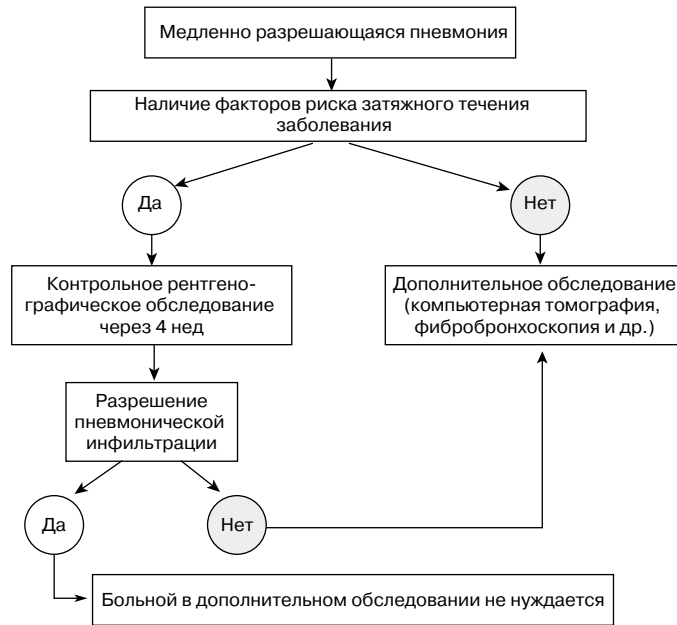 Медленно разрешающаяся пневмония
Наличие факторов риска затяжного течения
заболевания
Да
Нет
Контрольное рентгено-
графическое обследование
через 4 нед
Дополнительное обследование
(компьютерная томография,
фибробронхоскопия и др.)
Разрешение
пневмонической
инфильтрации
Да
Нет
Больной в дополнительном обследовании не нуждается